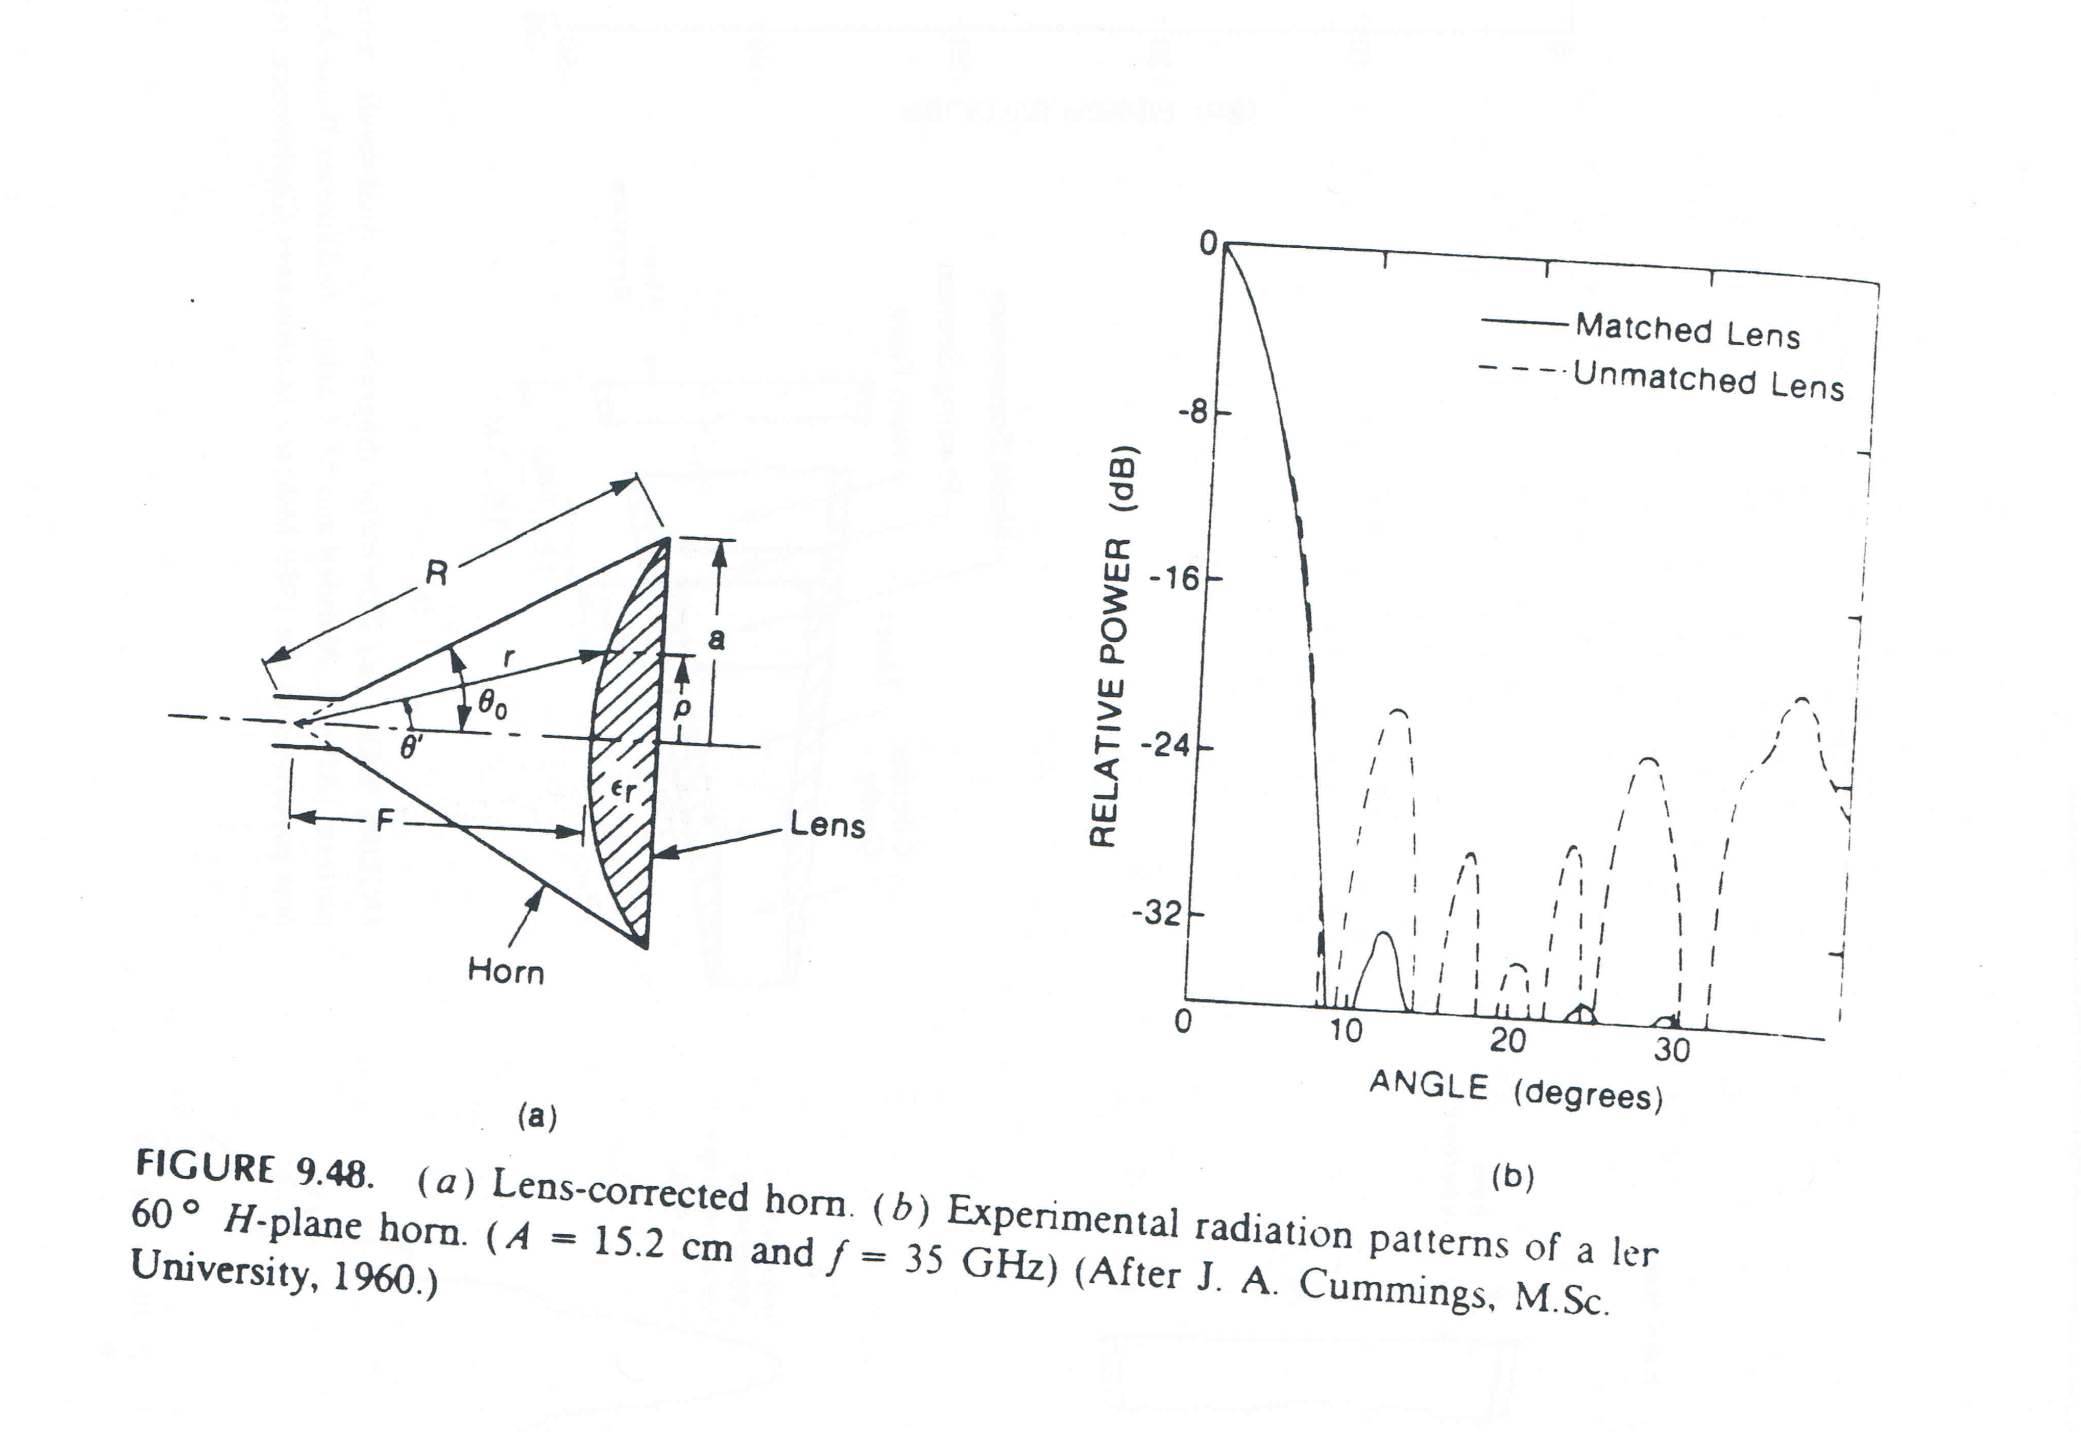 R
a
r
θ₀
ρ
θ'
ϵr
F
Lens
Horn
(a)
0
-8
-16
-24
-32
RELATIVE POWER (dB)
Matched Lens
Unmatched Lens
0
10
20
30
ANGLE (degrees)
(b)
FIGURE 9.48. (a) Lens-corrected horn. (b) Experimental radiation patterns of a ler
60° H-plane horn. (A = 15.2 cm and f = 35 GHz) (After J. A. Cummings, M.Sc.
University, 1960.)